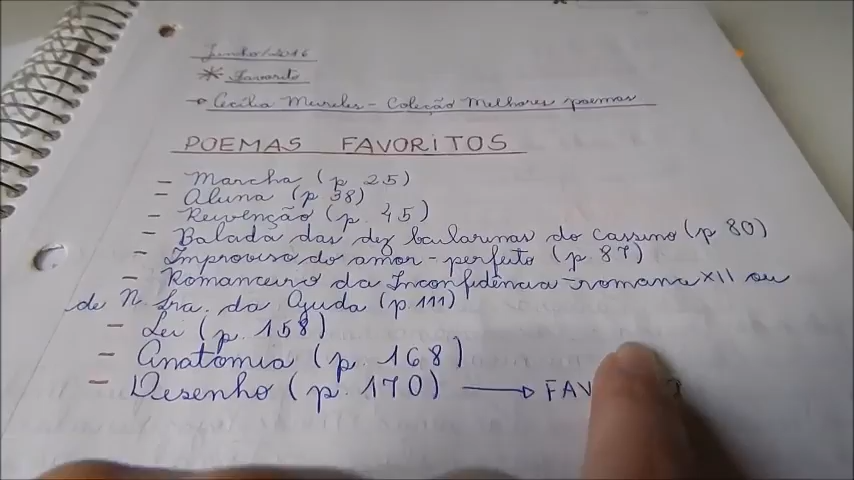 Junho/2016
* Favorito
→ Cecília Meireles - Coleção Melhores poemas
POEMAS FAVORITOS
- Marcha (p. 25)
- Aluna (p 38)
- Reivenção (p. 45)
- Balada das dez bailarinas do cassino (p 80)
- Improviso do amor-perfeito (p. 87)
- Romanceiro da Inconfidência - romana XII ou
de N. Sra. da Ajuda (p 111)
- Lei (p. 158)
- Anatomia (p. 168)
- Desenho (p. 170) → FAV